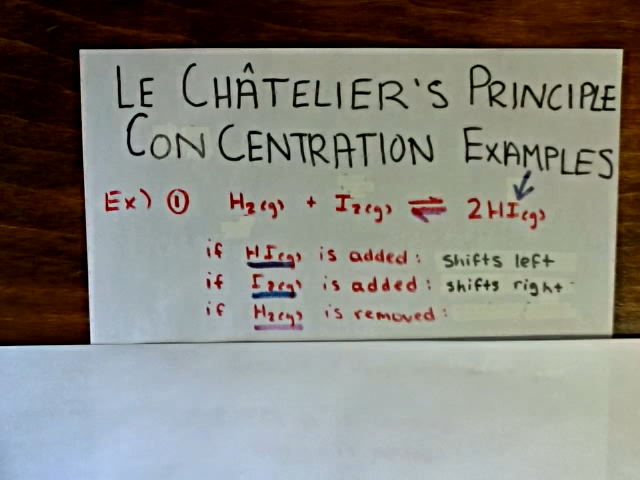 LE CHÂTELIER'S PRINCIPLE
CONCENTRATION EXAMPLES
Ex) ① H₂(g) + I₂(g) ⇌ 2HI(g)
if HI(g) is added: shifts left
if I₂(g) is added: shifts right
if H₂(g) is removed: